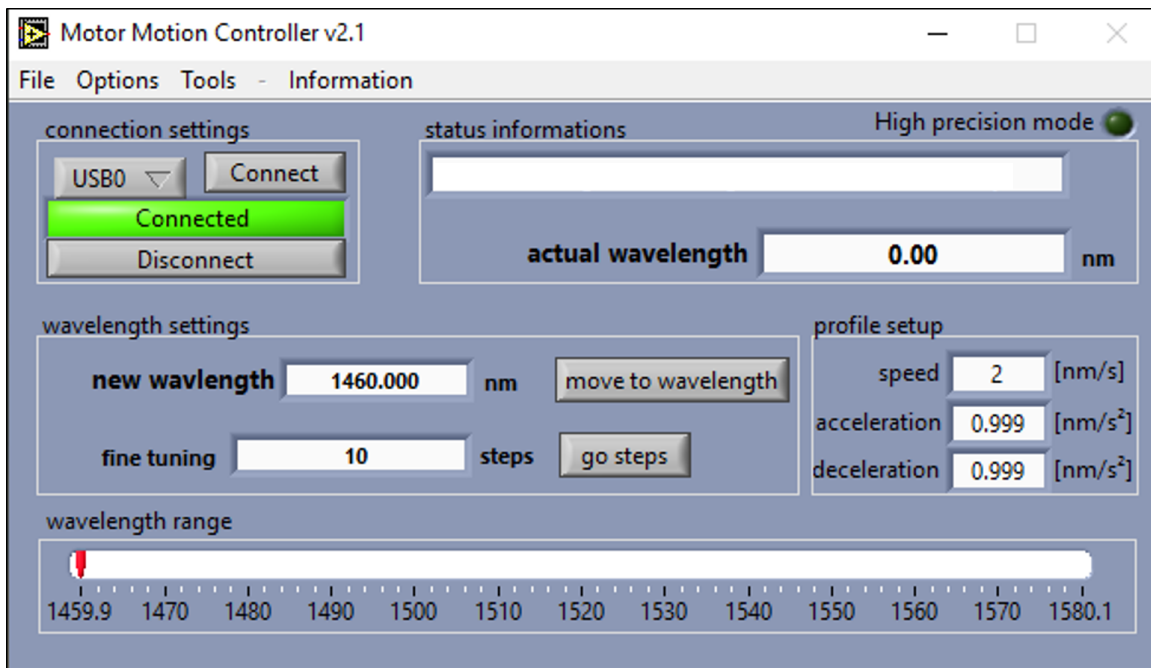 Motor Motion Controller v2.1
File Options Tools - Information
connection settings
USB0 Connect
Connected
Disconnect
status informations
High precision mode
actual wavelength 0.00 nm
wavelength settings
new wavlength 1460.000 nm move to wavelength
fine tuning 10 steps go steps
profile setup
speed 2 [nm/s]
acceleration 0.999 [nm/s²]
deceleration 0.999 [nm/s²]
wavelength range
1459.9 1470 1480 1490 1500 1510 1520 1530 1540 1550 1560 1570 1580.1